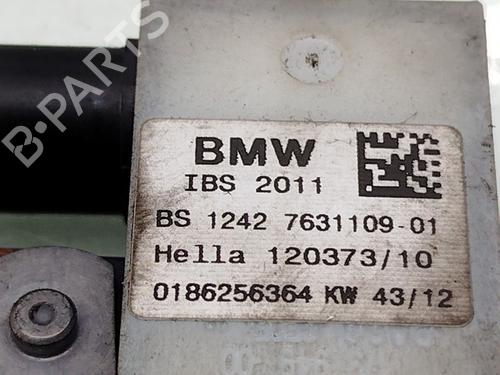 B-PARTS
BMW
IBS 2011
BS 1242 7631109-01
Hella 120373/10
0186256364 KW 43/12